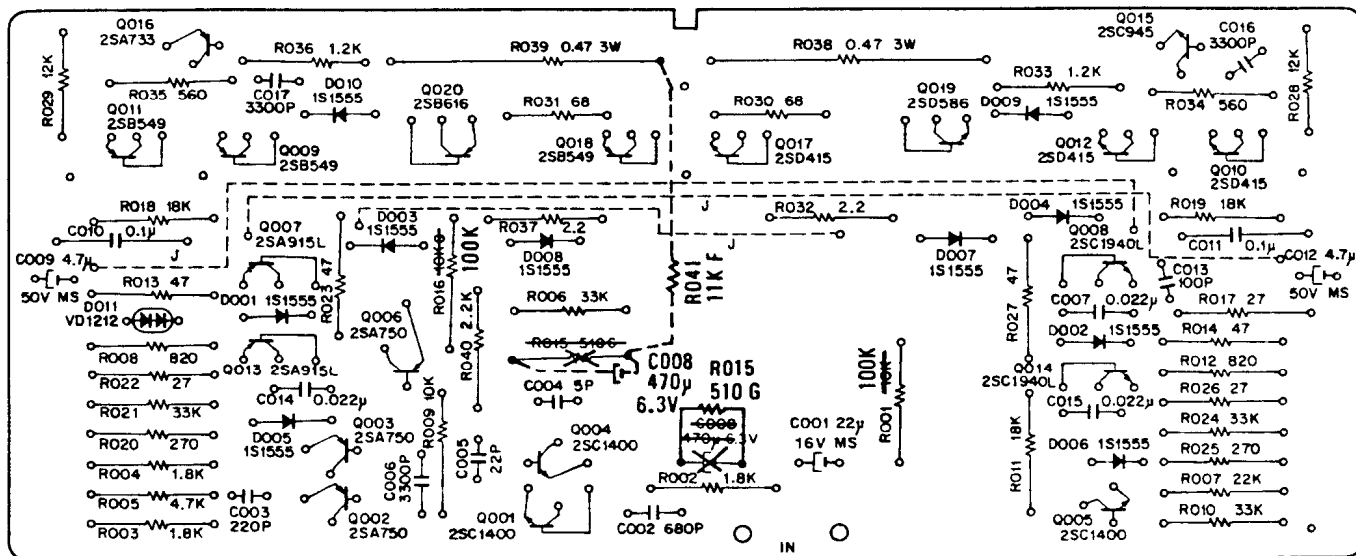 Q016
2SA733
R036 1.2K
R039 0.47 3W
R038 0.47 3W
Q015
2SC945
C016
3300P
R029 12K
R035 560
C017
3300P
D010
1S1555
Q020
2SB616
R031 68
R030 68
Q019
2SD586
R033 1.2K
D009 1S1555
R034 560
R028 12K
Q011
2SB549
Q009
2SB549
Q018
2SB549
Q017
2SD415
Q012
2SD415
Q010
2SD415
R018 18K
C010 0.1μ
J
Q007
2SA915L
D003
1S1555
R037 2.2
J
R032 2.2
J
D004 1S1555
R019 18K
C011 0.1μ
C009 4.7μ
50V MS
R013 47
D001 1S1555
R023 47
R016 10K G
100K
D008
1S1555
R041
11K F
D007
1S1555
Q008
2SC1940L
C013
100P
C012 4.7μ
50V MS
D011
VD1212
Q006
2SA750
R040 2.2K
R006 33K
R027 47
C007 0.022μ
R017 27
D002 1S1555
R014 47
R008 820
Q013 2SA915L
R015 510G
C008
470μ
6.3V
R015
510 G
100K
10K
R001
Q014
2SC1940L
R012 820
R022 27
C014 0.022μ
R009 10K
C004 5P
C015 0.022μ
R026 27
R021 33K
D005
1S1555
Q003
2SA750
C005
22P
Q004
2SC1400
C008
470μ 6.3V
C001 22μ
16V MS
R011 18K
R024 33K
R020 270
D006 1S1555
R025 270
R004 1.8K
C006
3300P
R002 1.8K
R007 22K
R005 4.7K
C003
220P
Q002
2SA750
Q001
2SC1400
C002 680P
Q005
2SC1400
R010 33K
R003 1.8K
IN